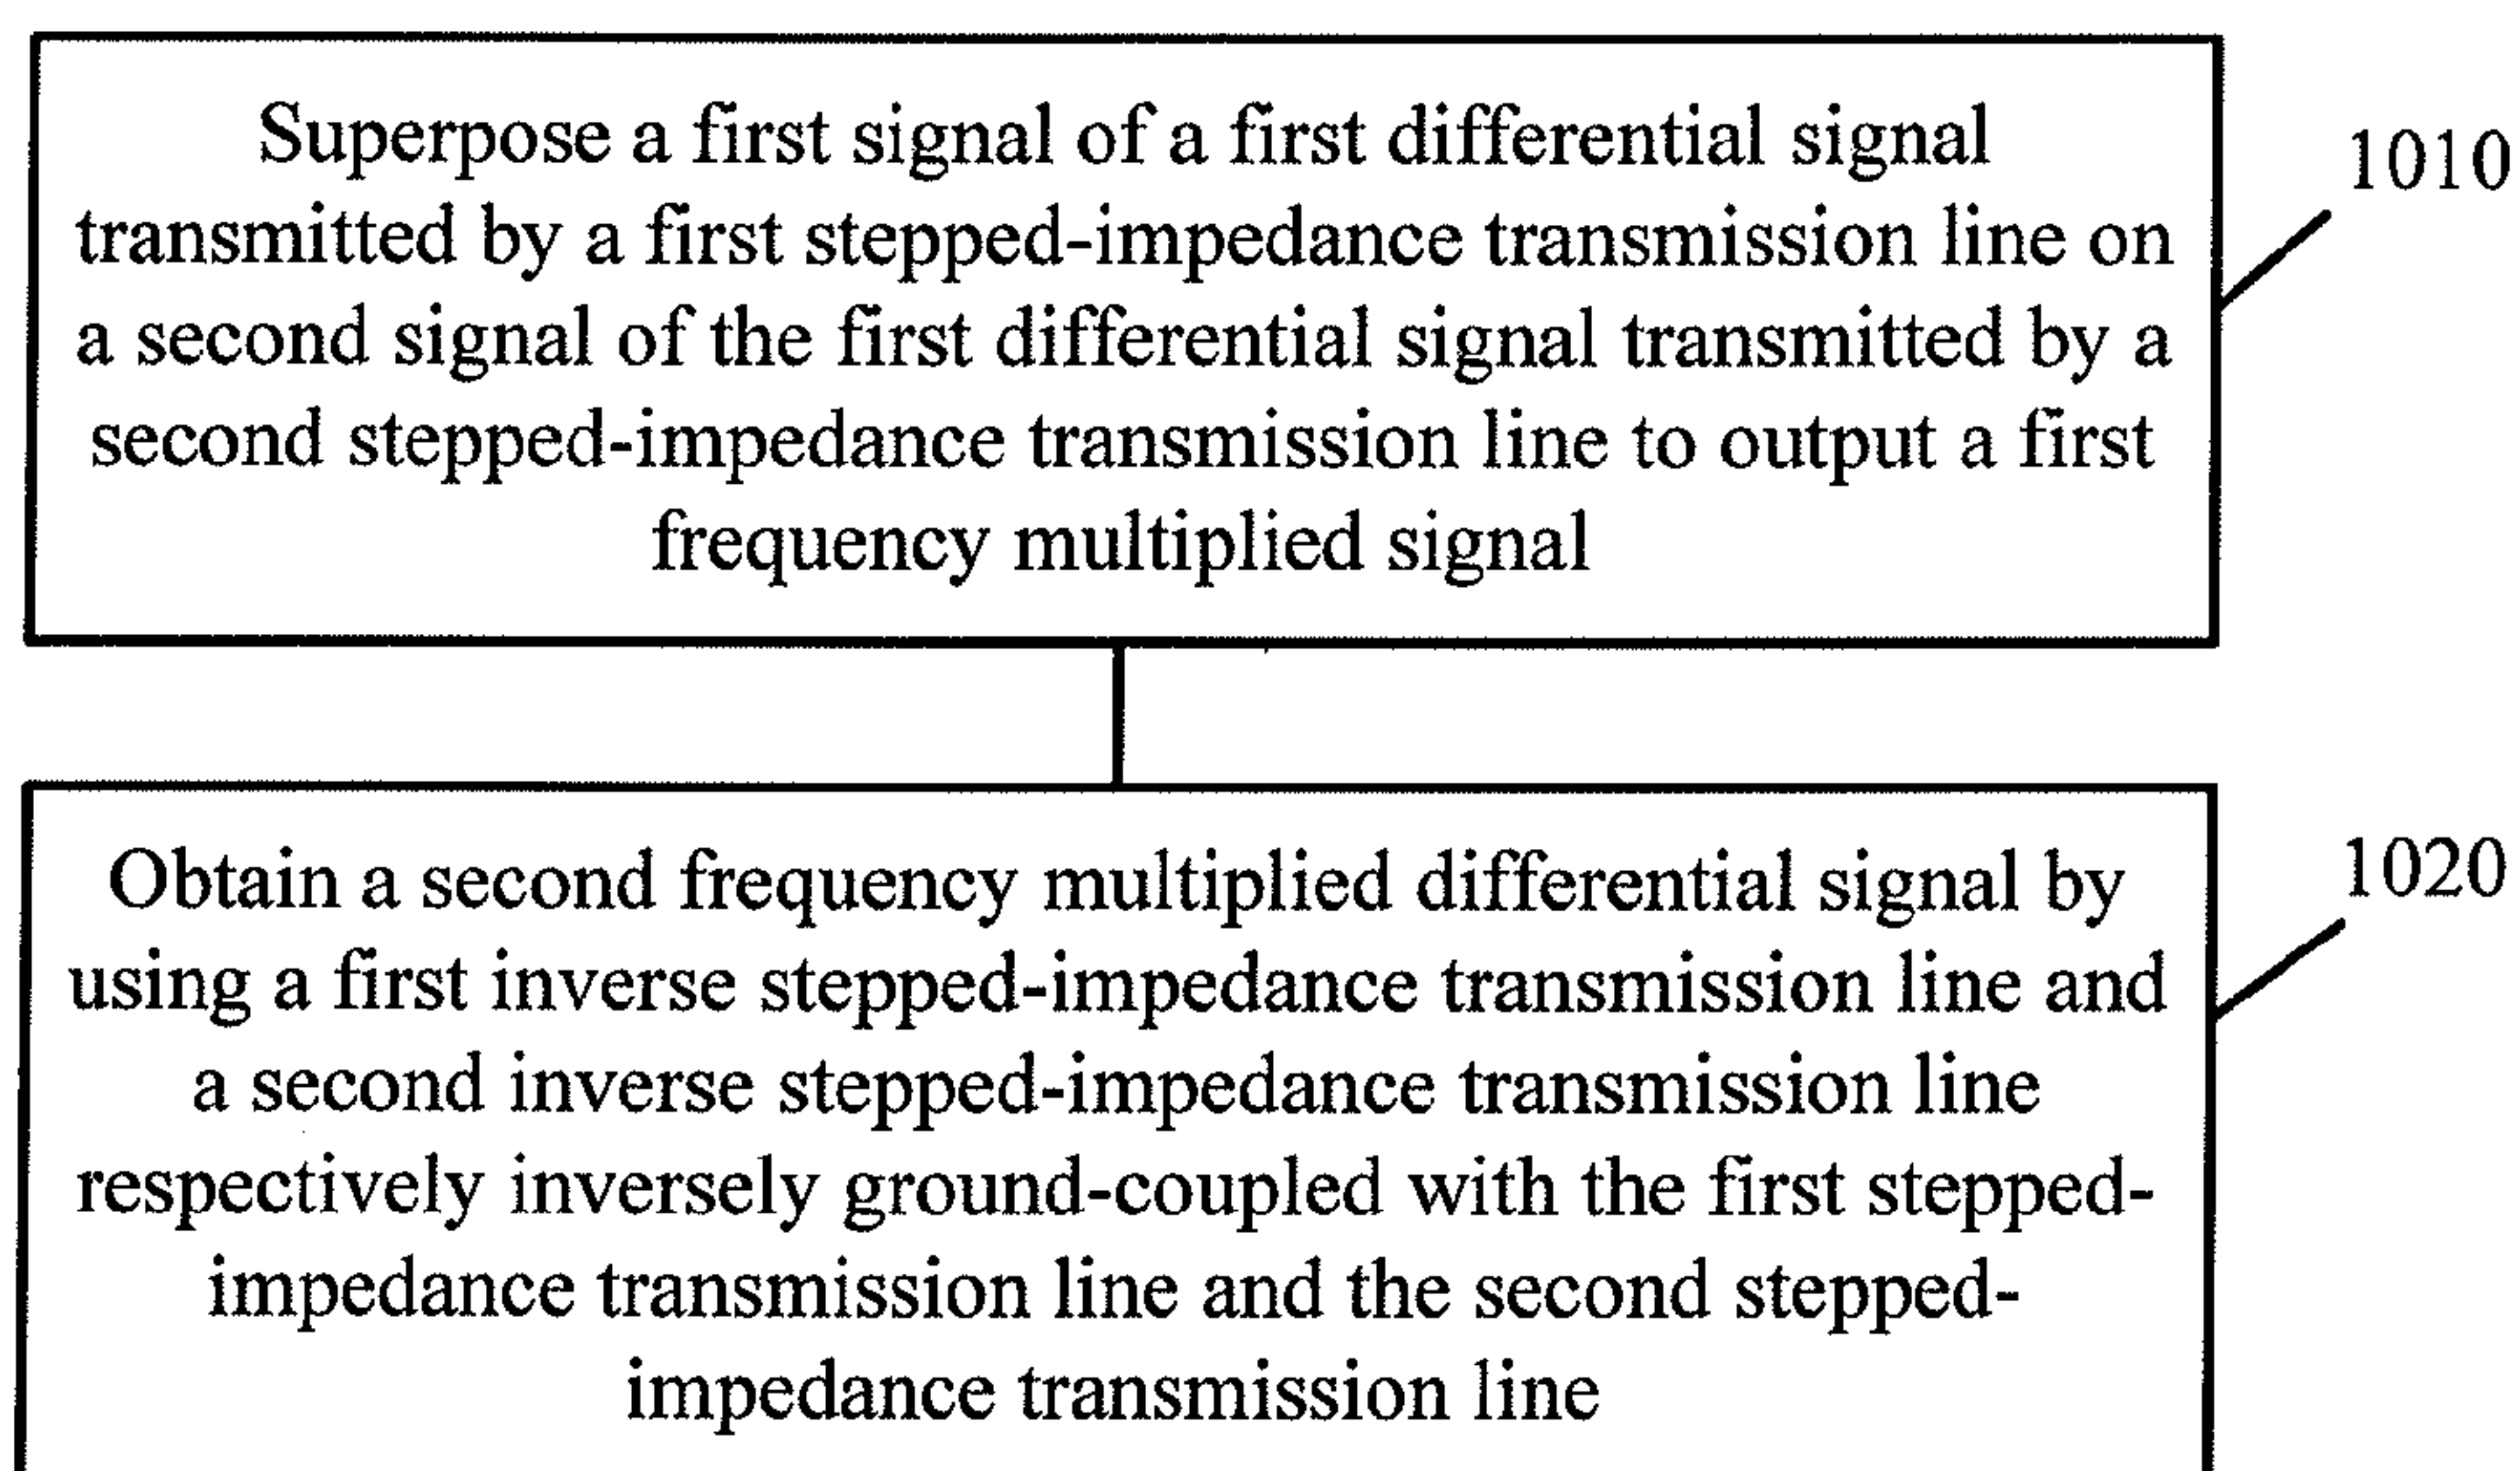 Superpose a first signal of a first differential signal
transmitted by a first stepped-impedance transmission line on
a second signal of the first differential signal transmitted by a
second stepped-impedance transmission line to output a first
frequency multiplied signal
1010
Obtain a second frequency multiplied differential signal by
using a first inverse stepped-impedance transmission line and
a second inverse stepped-impedance transmission line
respectively inversely ground-coupled with the first stepped-
impedance transmission line and the second stepped-
impedance transmission line
1020